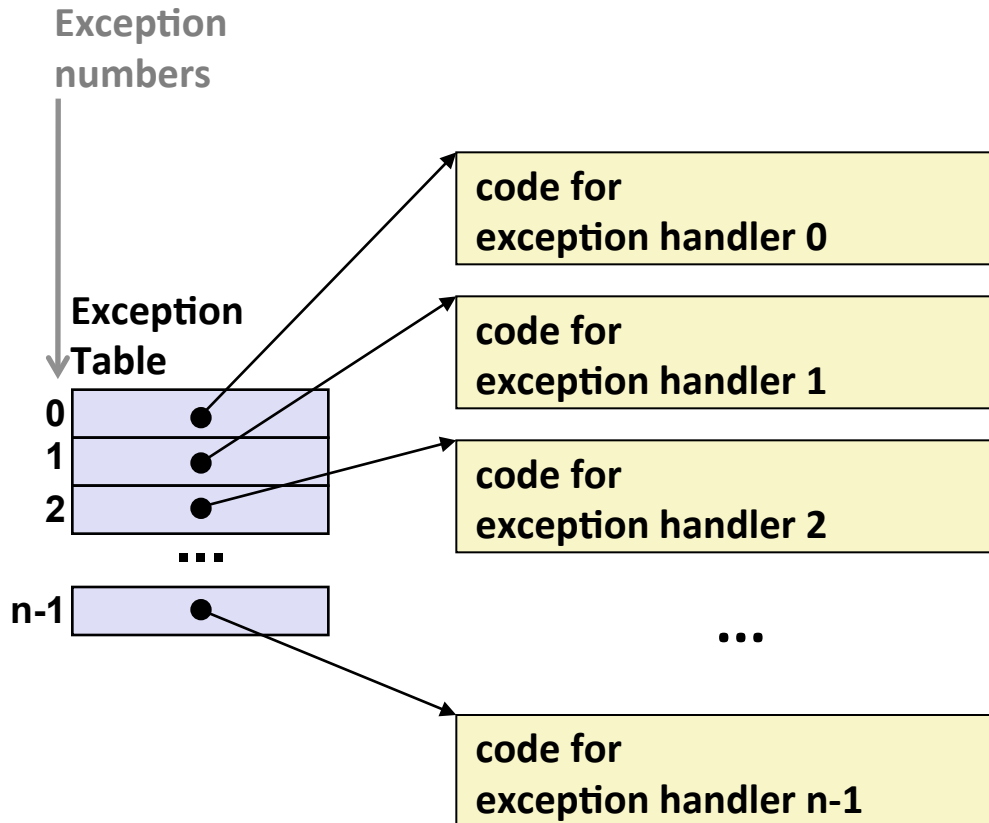 Exception
numbers
code for
exception handler 0
Exception
Table
code for
exception handler 1
0
1
2
code for
exception handler 2
...
n-1
...
code for
exception handler n-1